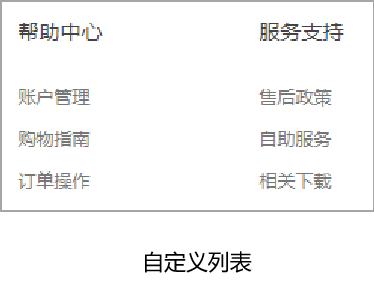 帮助中心 服务支持
账户管理 售后政策
购物指南 自助服务
订单操作 相关下载
自定义列表